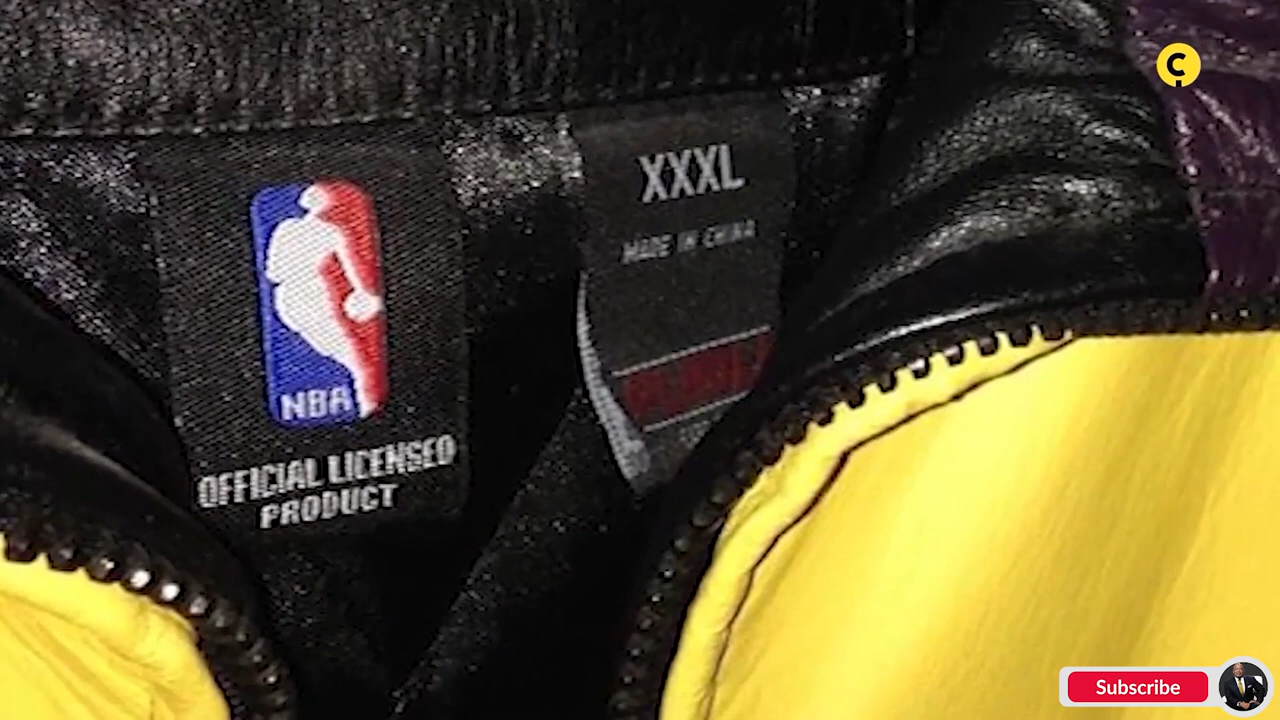 NBA
OFFICIAL LICENSED
PRODUCT
XXXL
MADE IN CHINA
Subscribe